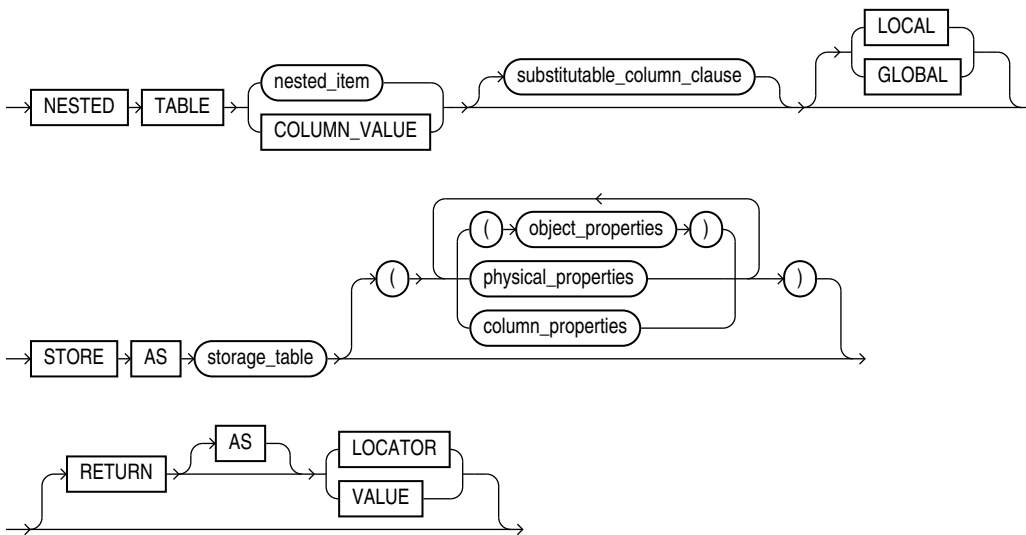 LOCAL
nested_item substitutable_column_clause
NESTED TABLE GLOBAL
COLUMN_VALUE
( object_properties )
( physical_properties )
column_properties
STORE AS storage_table
AS LOCATOR
RETURN
VALUE